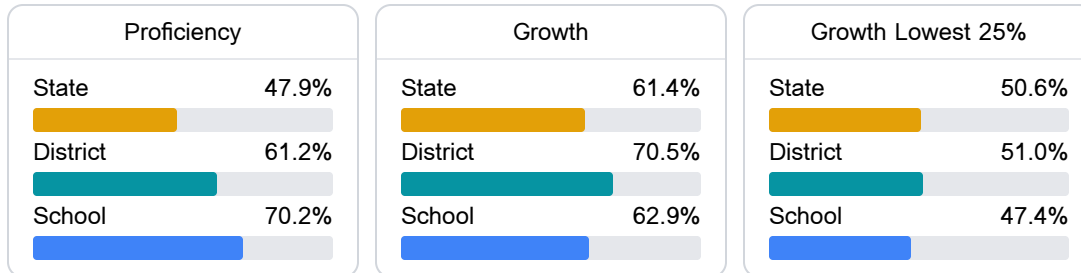 Proficiency
State 47.9%
District 61.2%
School 70.2%
Growth
State 61.4%
District 70.5%
School 62.9%
Growth Lowest 25%
State 50.6%
District 51.0%
School 47.4%